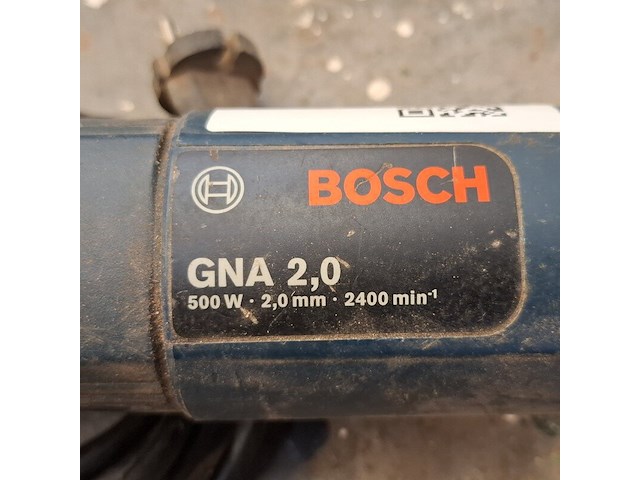 BOSCH
GNA 2,0
500 W · 2,0 mm · 2400 min⁻¹